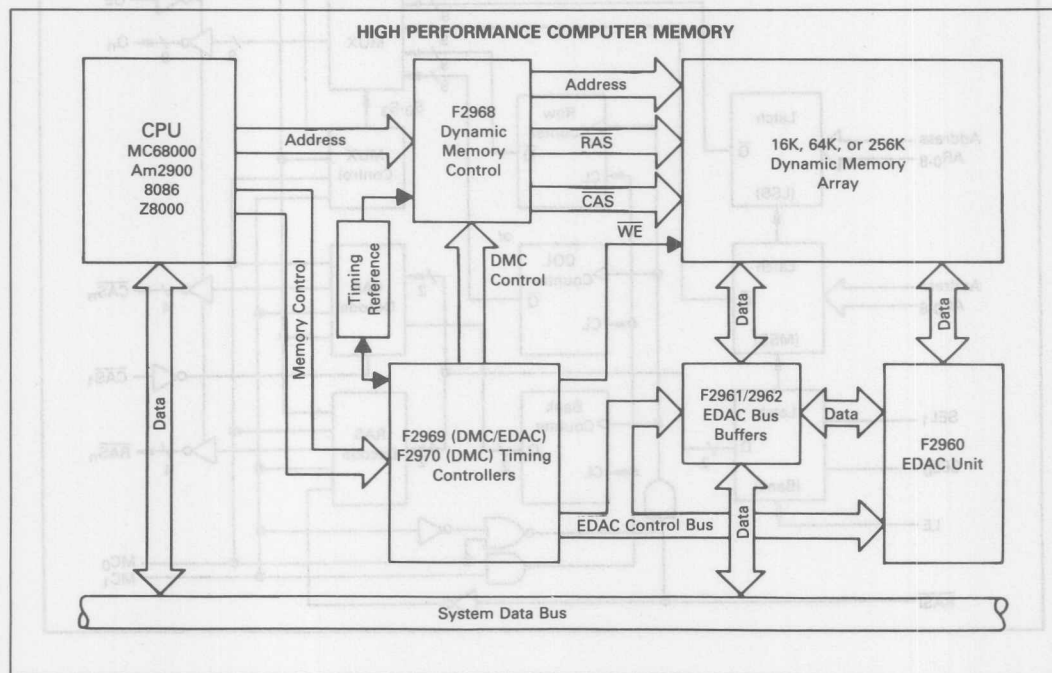 HIGH PERFORMANCE COMPUTER MEMORY
CPU
MC68000
Am2900
8086
Z8000
Address
F2968
Dynamic
Memory
Control
Address
RAS
CAS
WE
16K, 64K, or 256K
Dynamic Memory
Array
Timing
Reference
DMC
Control
Memory Control
Data
Data
Data
F2969 (DMC/EDAC)
F2970 (DMC) Timing
Controllers
F2961/2962
EDAC Bus
Buffers
Data
F2960
EDAC Unit
EDAC Control Bus
Data
System Data Bus